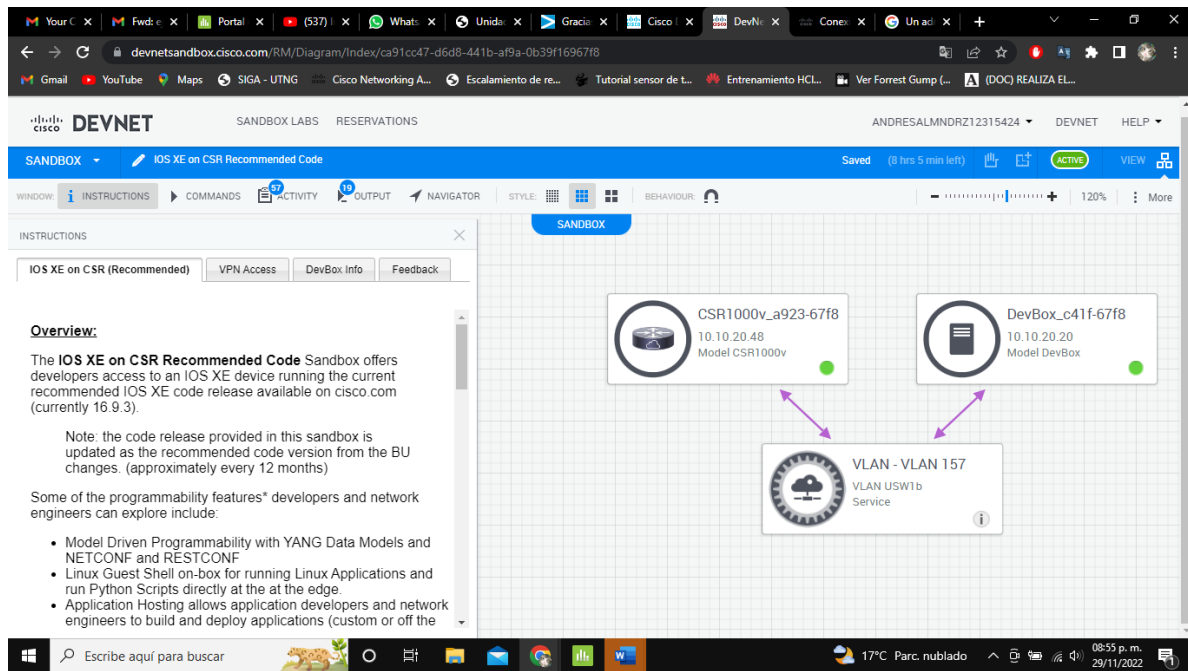 Your C
Fwd: e
Portal
(537) I
Whats
Unidac
Gracia
Cisco
DevNe
Conex
Un ad
devnetsandbox.cisco.com/RM/Diagram/Index/ca91cc47-d6d8-441b-af9a-0b39f16967f8
Gmail
YouTube
Maps
SIGA - UTNG
Cisco Networking A...
Escalamiento de re...
Tutorial sensor de t...
Entrenamiento HCI...
Ver Forrest Gump (...
(DOC) REALIZA EL...
CISCO DEVNET
SANDBOX LABS
RESERVATIONS
ANDRESALMNDRZ12315424
DEVNET
HELP
SANDBOX
IOS XE on CSR Recommended Code
Saved
(8 hrs 5 min left)
ACTIVE
VIEW
WINDOW:
INSTRUCTIONS
COMMANDS
57
ACTIVITY
19
OUTPUT
NAVIGATOR
STYLE:
BEHAVIOUR:
120%
More
INSTRUCTIONS
IOS XE on CSR (Recommended)
VPN Access
DevBox Info
Feedback
Overview:
The IOS XE on CSR Recommended Code Sandbox offers
developers access to an IOS XE device running the current
recommended IOS XE code release available on cisco.com
(currently 16.9.3).
Note: the code release provided in this sandbox is
updated as the recommended code version from the BU
changes. (approximately every 12 months)
Some of the programmability features* developers and network
engineers can explore include:
• Model Driven Programmability with YANG Data Models and
NETCONF and RESTCONF
• Linux Guest Shell on-box for running Linux Applications and
run Python Scripts directly at the at the edge.
• Application Hosting allows application developers and network
engineers to build and deploy applications (custom or off the
SANDBOX
CSR1000v_a923-67f8
10.10.20.48
Model CSR1000v
DevBox_c41f-67f8
10.10.20.20
Model DevBox
VLAN - VLAN 157
VLAN USW1b
Service
Escribe aquí para buscar
17°C Parc. nublado
08:55 p. m.
29/11/2022
1